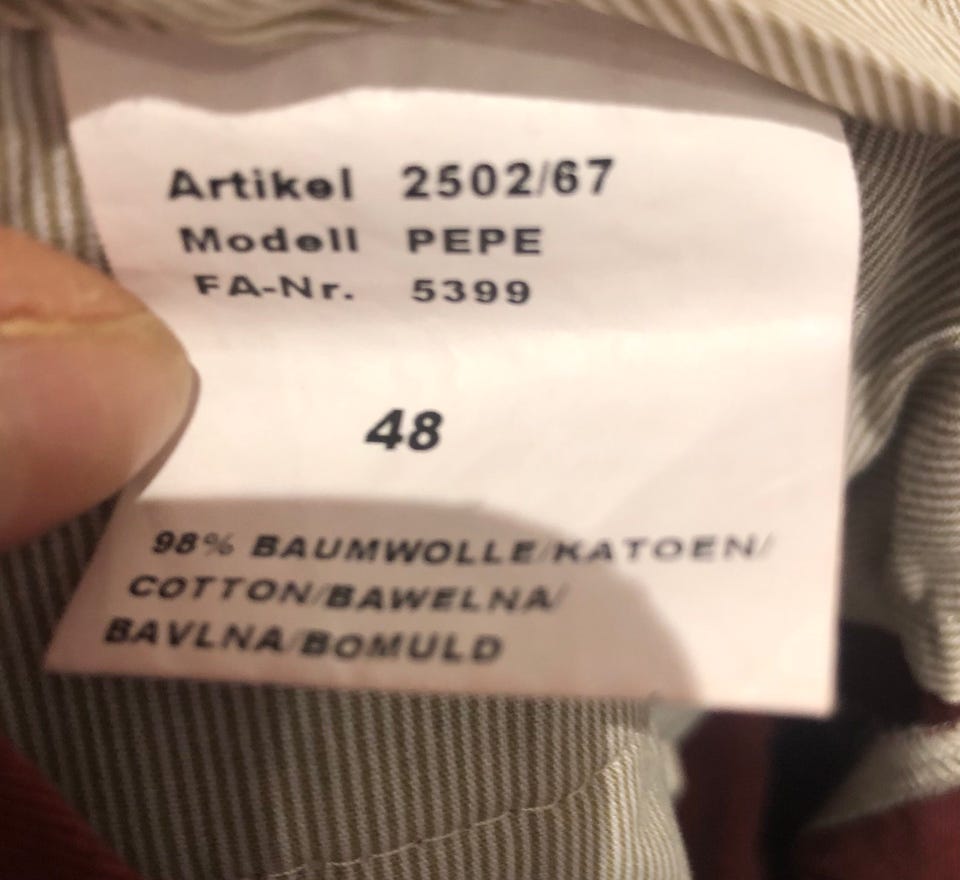 Artikel 2502/67
Modell PEPE
FA-Nr. 5399
48
98% BAUMWOLLE/KATOEN/
COTTON/BAWELNA/
BAVLNA/BOMULD